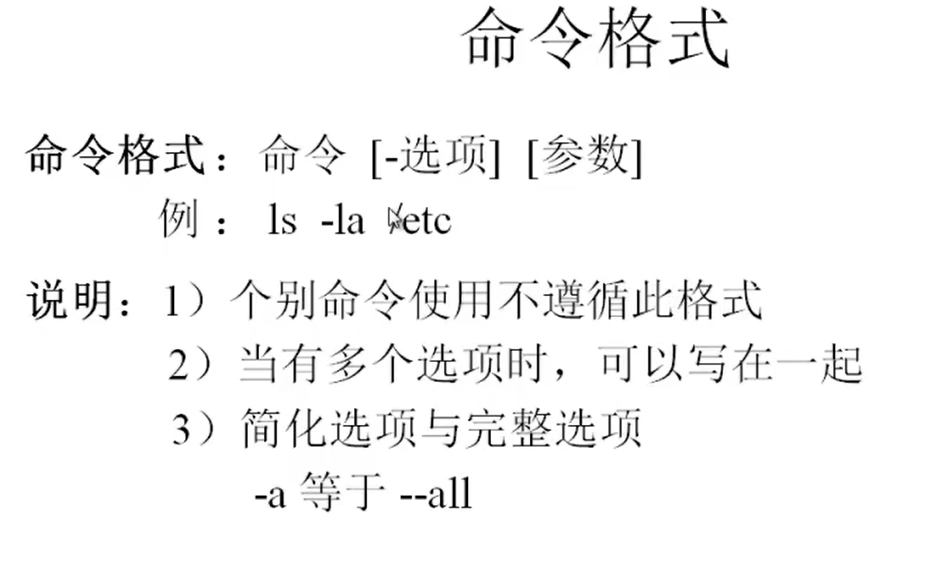 命令格式
命令格式：命令 [-选项] [参数]
例： ls -la /etc
说明：1）个别命令使用不遵循此格式
2）当有多个选项时，可以写在一起
3）简化选项与完整选项
-a 等于 --all